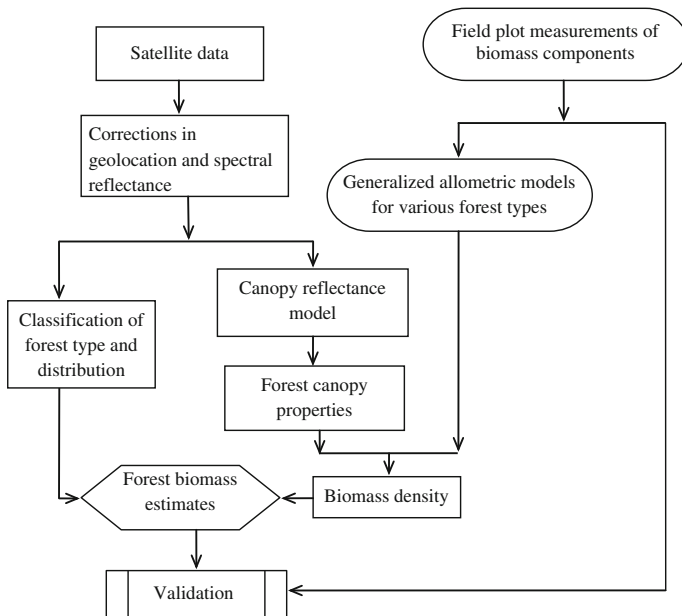 Satellite data
Field plot measurements of
biomass components
Corrections in
geolocation and spectral
reflectance
Generalized allometric models
for various forest types
Classification of
forest type and
distribution
Canopy reflectance
model
Forest canopy
properties
Forest biomass
estimates
Biomass density
Validation